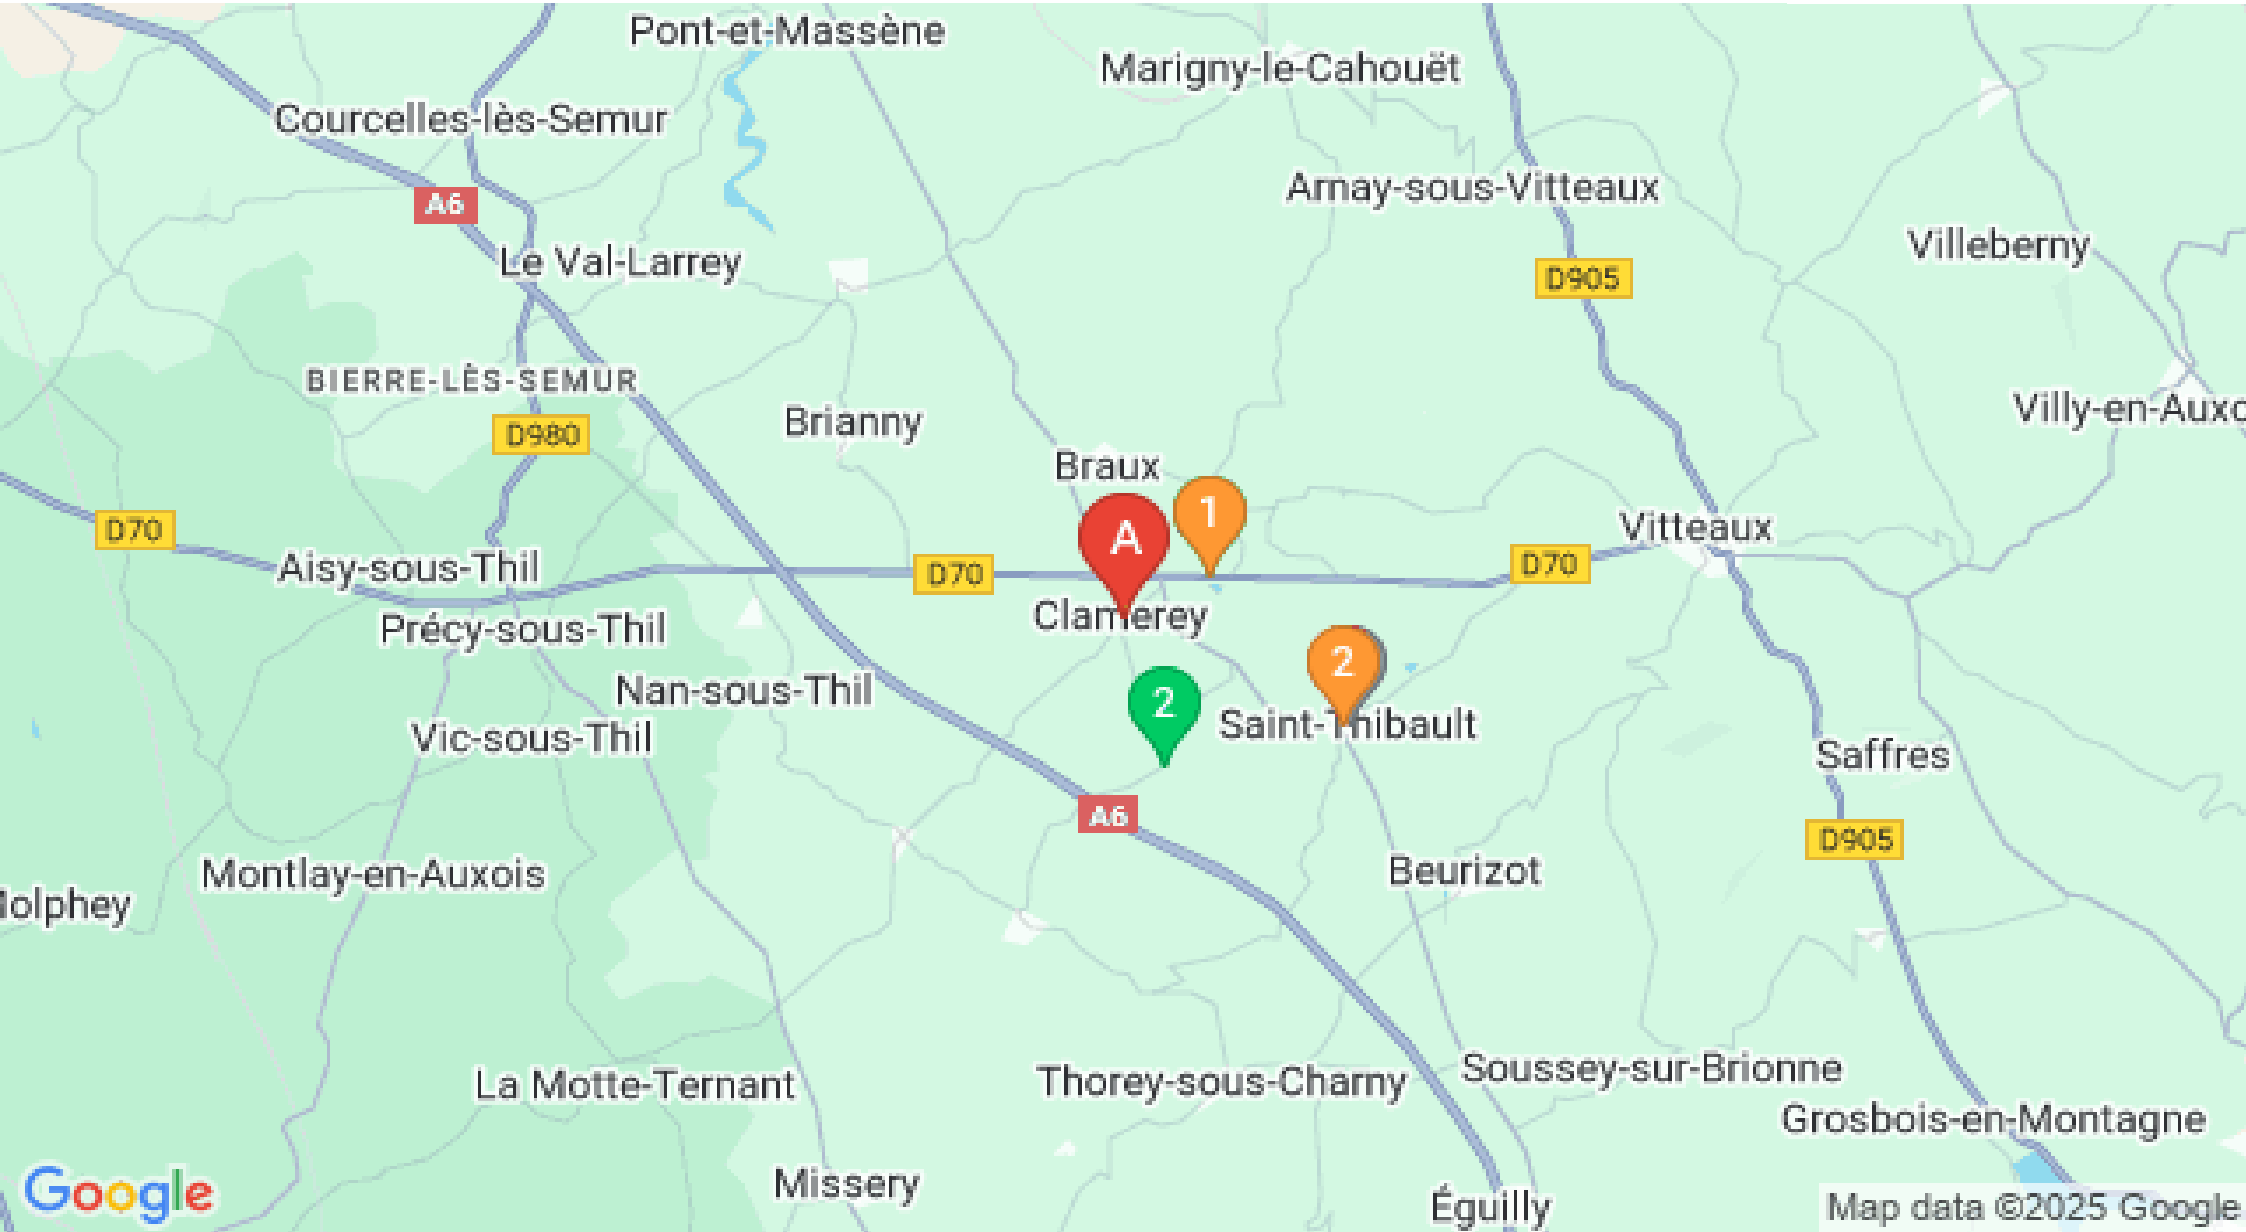 Pont-et-Massène
Marigny-le-Cahouët
Courcelles-lès-Semur
Arnay-sous-Vitteaux
A6
Villeberny
Le Val-Larrey
D905
BIERRE-LÈS-SEMUR
Villy-en-Auxo
Brianny
D980
Braux
1
D70
A
Vitteaux
Aisy-sous-Thil
D70
D70
Clamerey
Précy-sous-Thil
2
Nan-sous-Thil
2
Saint-Thibault
Vic-sous-Thil
Saffres
A6
D905
Montlay-en-Auxois
Beurizot
olphey
Soussey-sur-Brionne
La Motte-Ternant
Thorey-sous-Charny
Grosbois-en-Montagne
Missery
Google
Éguilly
Map data ©2025 Google